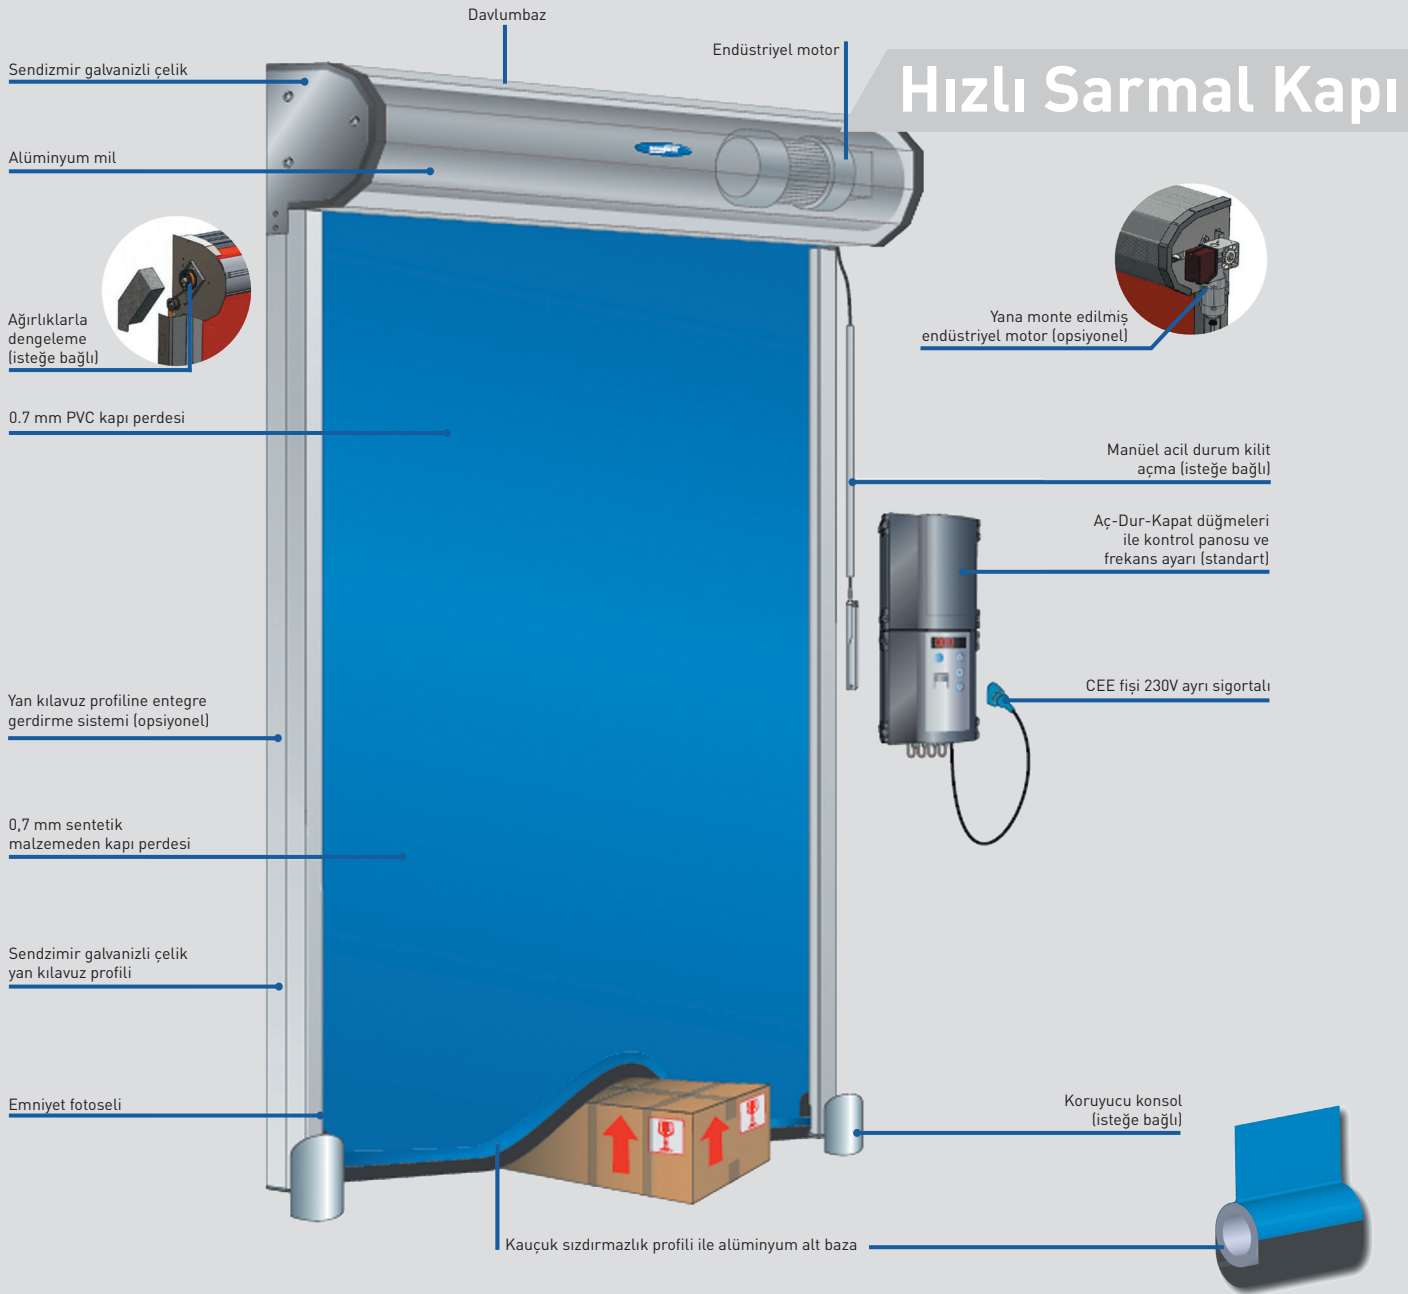 Davlumbaz
Endüstriyel motor
Hızlı Sarmal Kapı
Sendizmir galvanizli çelik
Alüminyum mil
Ağırlıklarla
dengeleme
(isteğe bağlı)
Yana monte edilmiş
endüstriyel motor (opsiyonel)
0.7 mm PVC kapı perdesi
Manüel acil durum kilit
açma (isteğe bağlı)
Aç-Dur-Kapat düğmeleri
ile kontrol panosu ve
frekans ayarı (standart)
CEE fişi 230V ayrı sigortalı
Yan kılavuz profiline entegre
gerdirme sistemi (opsiyonel)
0,7 mm sentetik
malzemeden kapı perdesi
Sendzimir galvanizli çelik
yan kılavuz profili
Emniyet fotoseli
Koruyucu konsol
(isteğe bağlı)
Kauçuk sızdırmazlık profili ile alüminyum alt baza